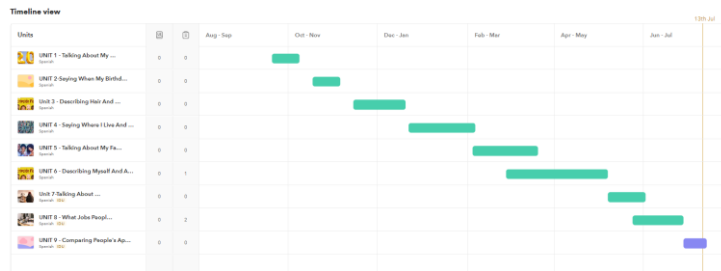 Timeline view
13th Jul
Units Aug - Sep Oct - Nov Dec - Jan Feb - Mar Apr - May Jun - Jul
UNIT 1 - Talking About My ... 0 0
Spanish
UNIT 2-Saying When My Birthd... 0 0
Spanish
Unit 3 - Describing Hair And ... 0 0
Spanish
UNIT 4 - Saying Where I Live And ... 0 0
Spanish
UNIT 5 - Talking About My Fa... 0 0
Spanish
UNIT 6 - Describing Myself And A... 0 1
Spanish
Unit 7-Talking About ... 0 0
Spanish
UNIT 8 - What Jobs Peopl... 0 2
Spanish
UNIT 9 - Comparing People's Ap... 0 0
Spanish